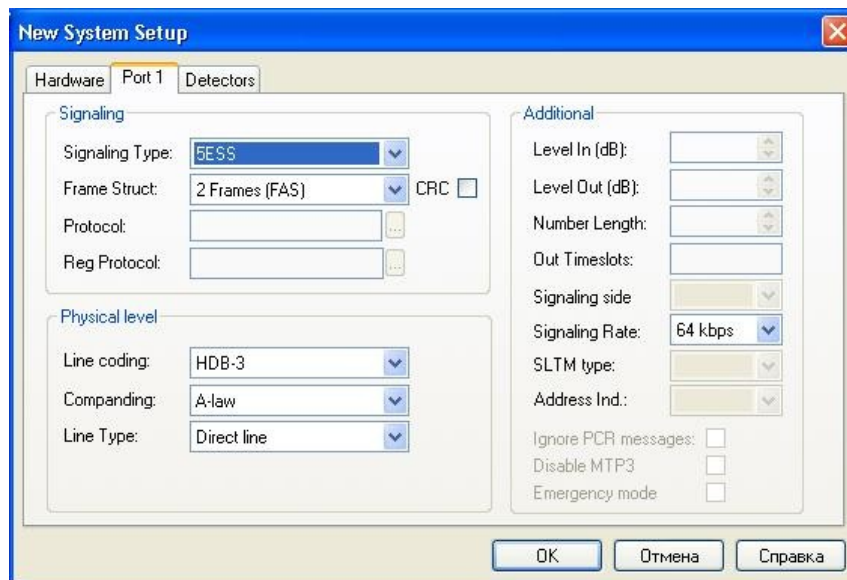 New System Setup
Hardware Port 1 Detectors
Signaling
Signaling Type: 5ESS
Frame Struct: 2 Frames (FAS) CRC
Protocol: ...
Reg Protocol: ...
Physical level
Line coding: HDB-3
Companding: A-law
Line Type: Direct line
Additional
Level In (dB):
Level Out (dB):
Number Length:
Out Timeslots:
Signaling side
Signaling Rate: 64 kbps
SLTM type:
Address Ind.:
Ignore PCR messages:
Disable MTP3
Emergency mode
OK Отмена Справка